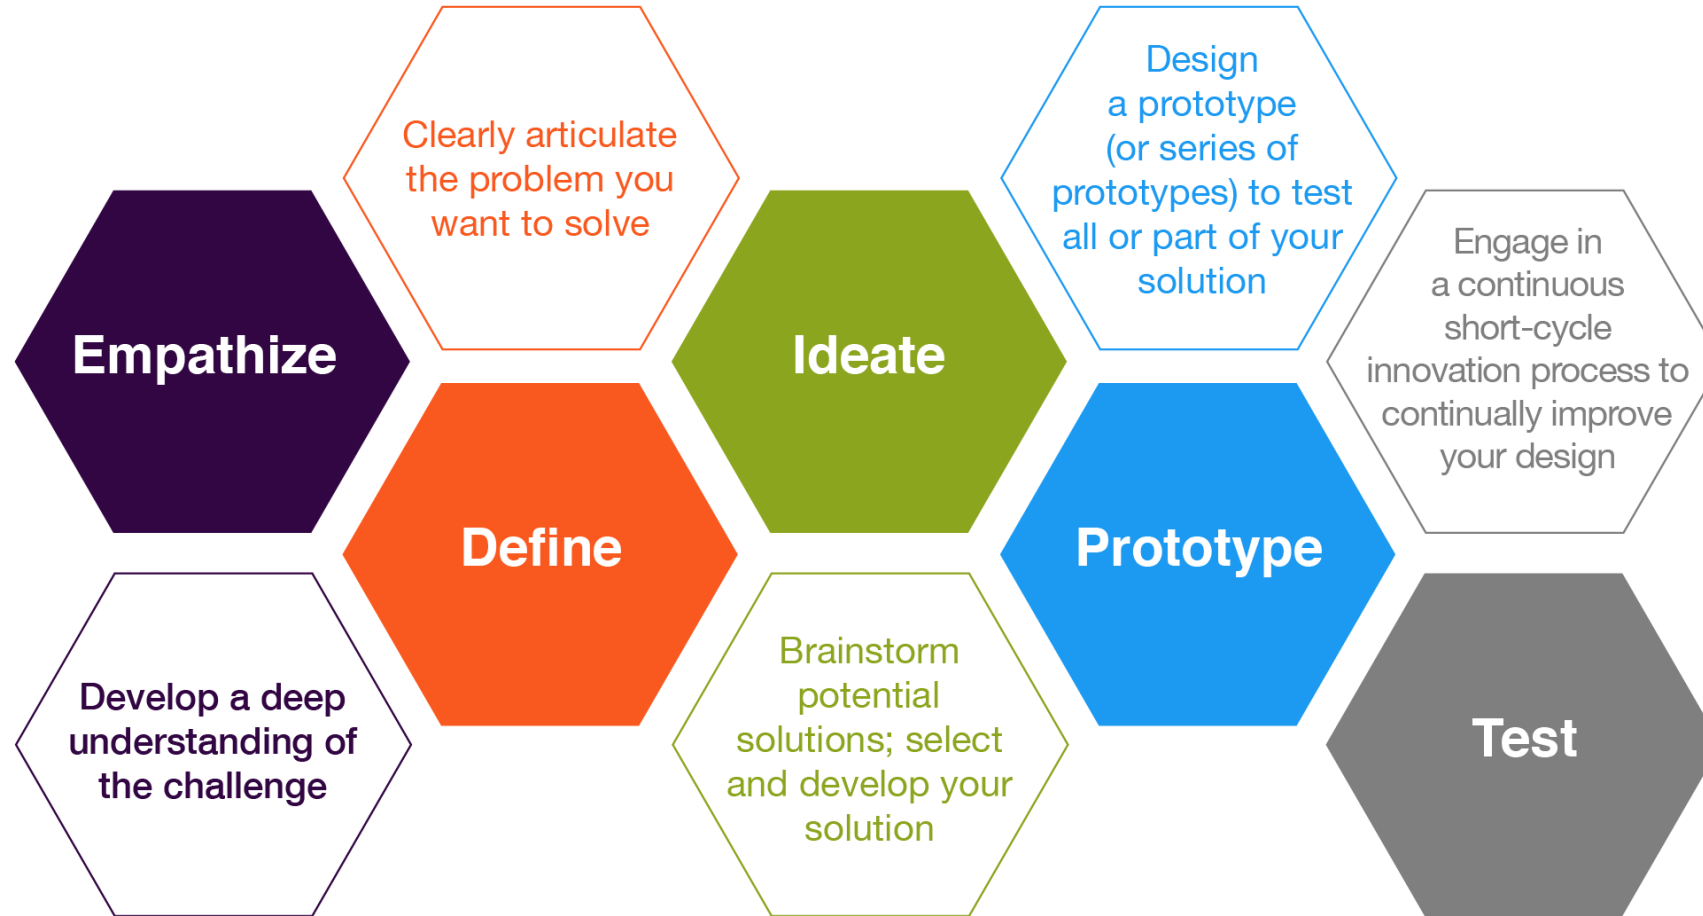 Empathize
Develop a deep
understanding of
the challenge
Clearly articulate
the problem you
want to solve
Define
Ideate
Brainstorm
potential
solutions; select
and develop your
solution
Design
a prototype
(or series of
prototypes) to test
all or part of your
solution
Prototype
Engage in
a continuous
short-cycle
innovation process to
continually improve
your design
Test